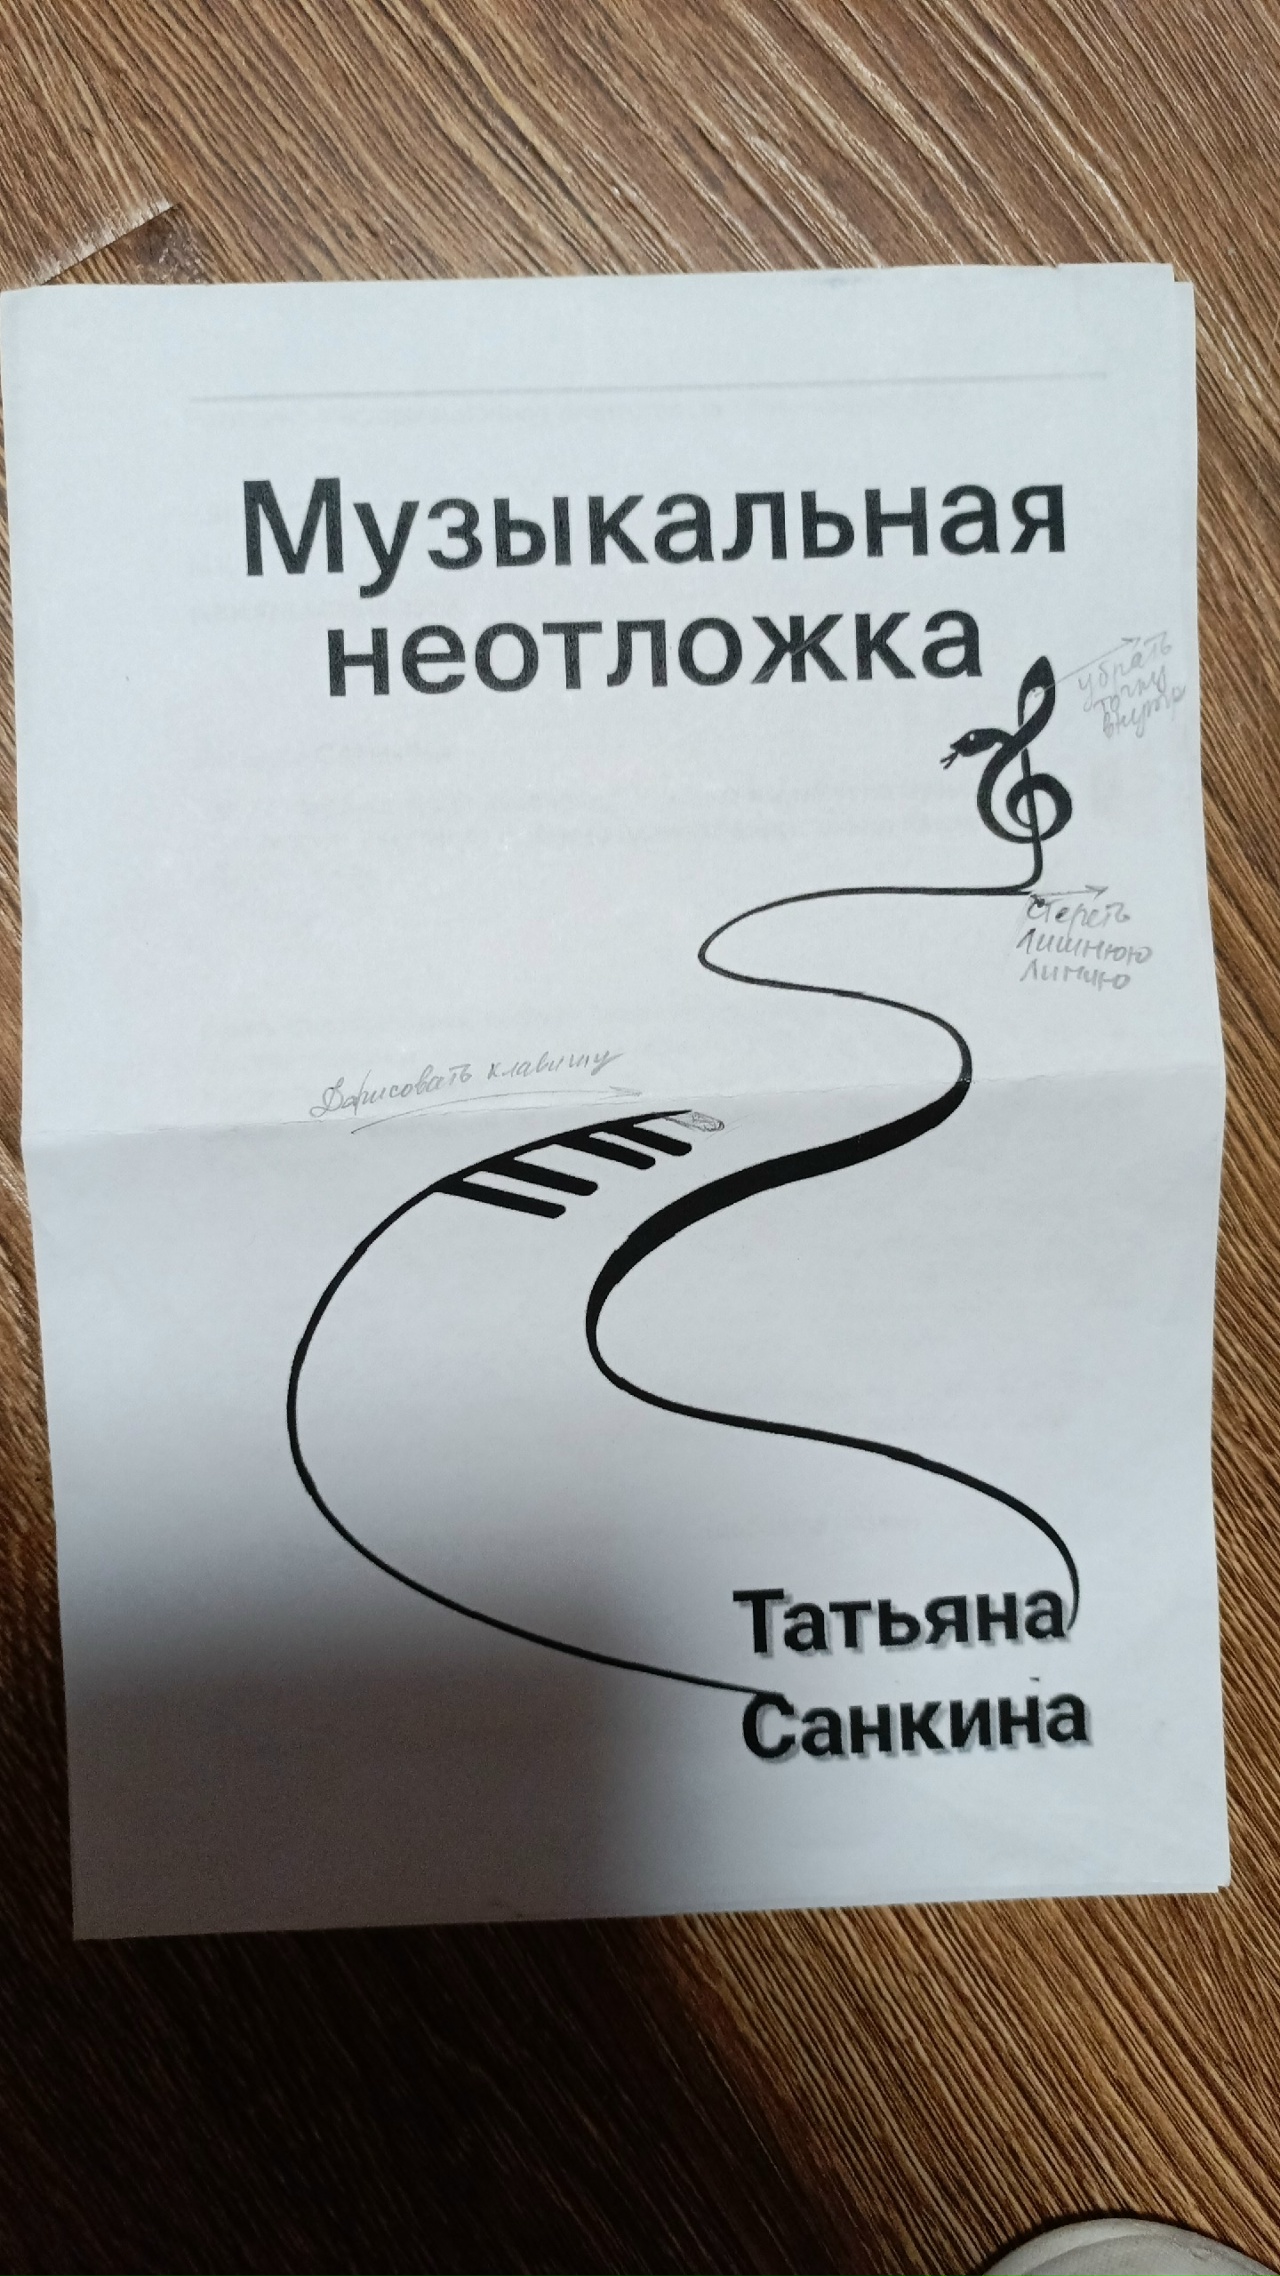 Музыкальная
неотложка
убрать
точку
внутри
стереть
лишнюю
линию
Дорисовать клавишу
Татьяна
Санкина